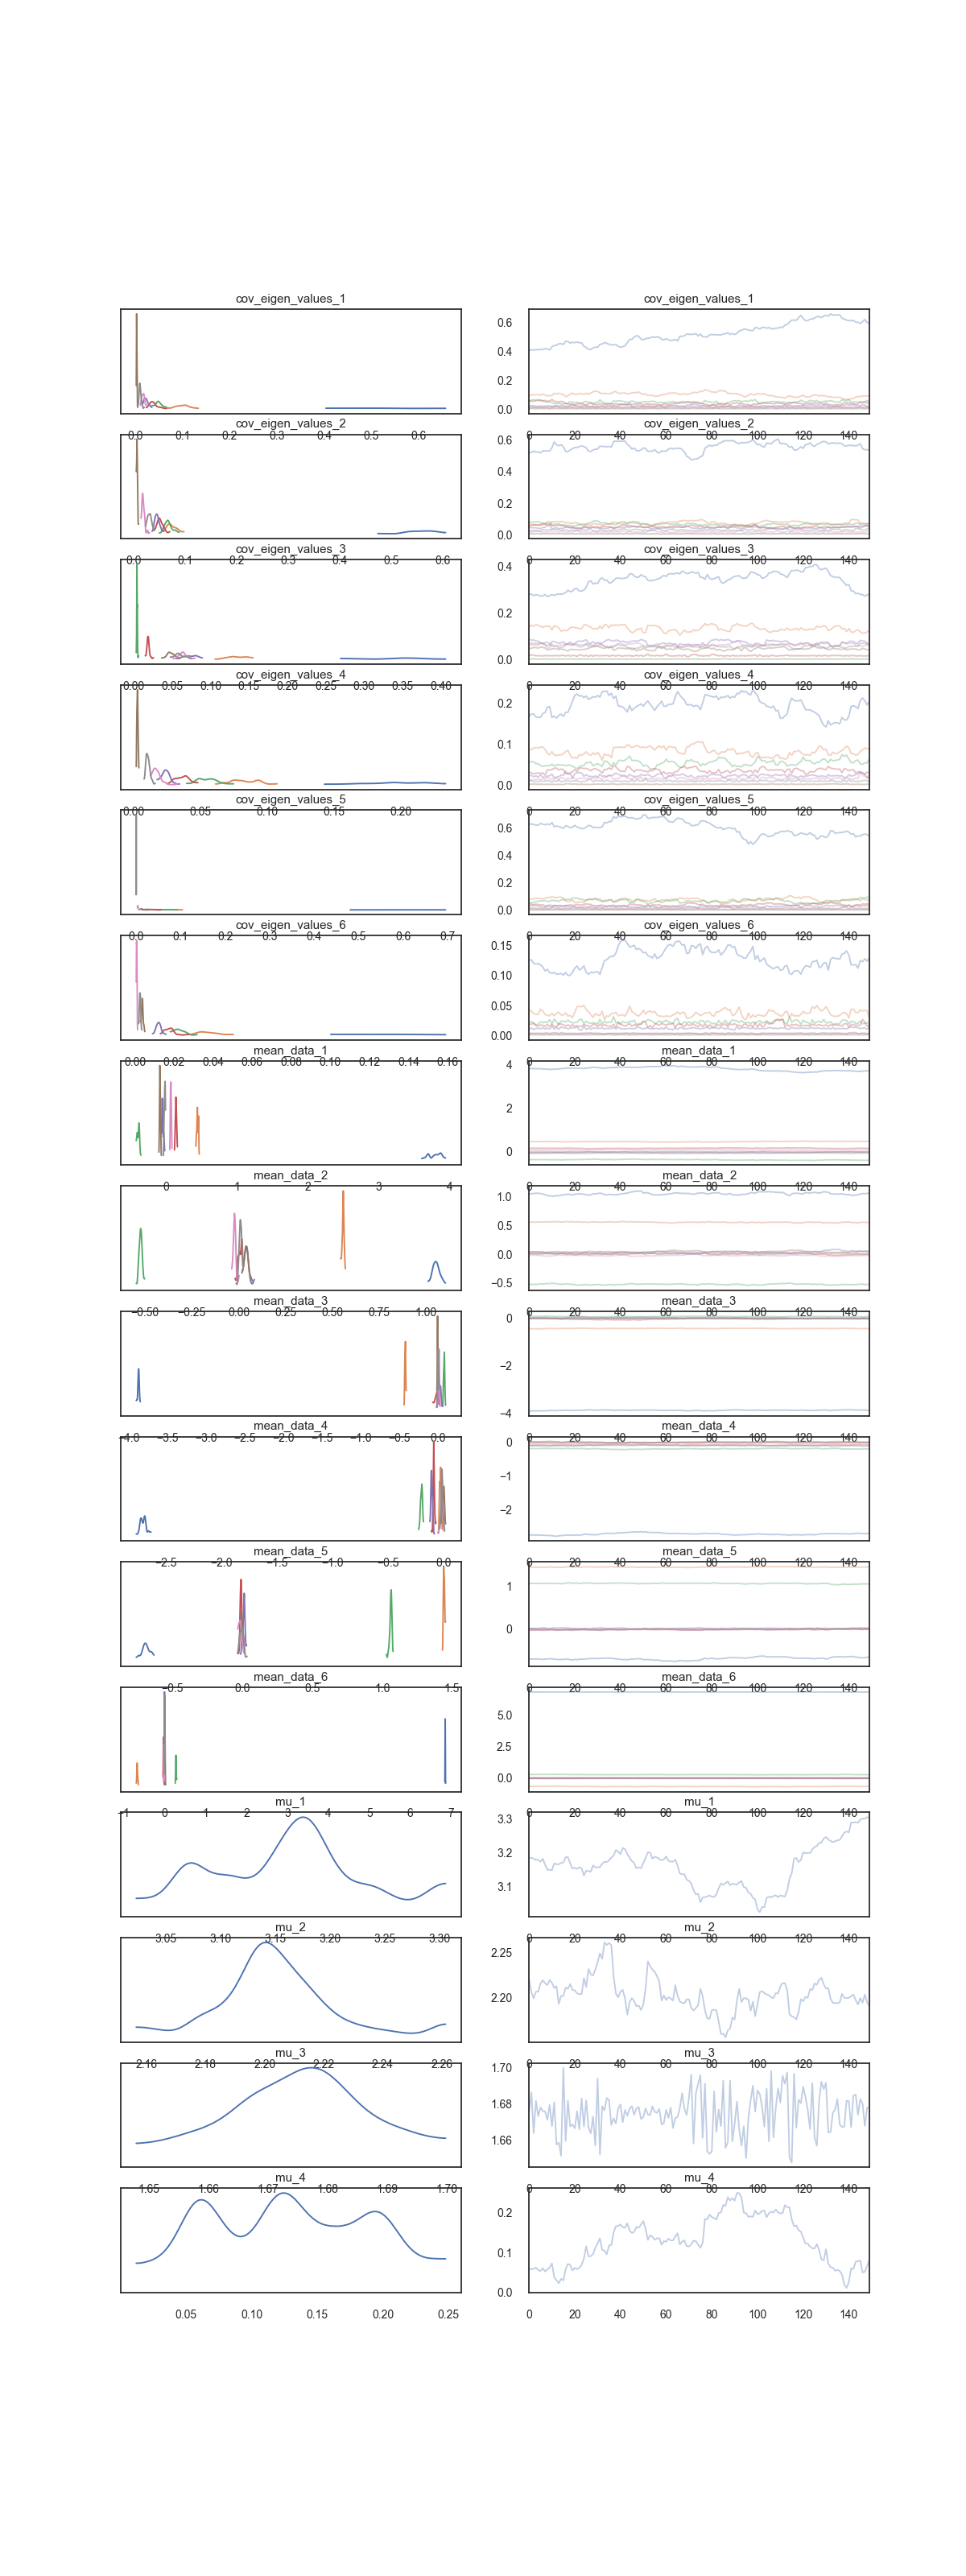 cov_eigen_values_1 cov_eigen_values_1
0.6
0.4
0.2
0.0
cov_eigen_values_2 cov_eigen_values_2
0.0 0.1 0.2 0.3 0.4 0.5 0.6 0 20 40 60 80 100 120 140
0.6
0.4
0.2
0.0
cov_eigen_values_3 cov_eigen_values_3
0.0 0.1 0.2 0.3 0.4 0.5 0.6 0 20 40 60 80 100 120 140
0.4
0.2
0.0
cov_eigen_values_4 cov_eigen_values_4
0.00 0.05 0.10 0.15 0.20 0.25 0.30 0.35 0.40 0 20 40 60 80 100 120 140
0.2
0.1
0.0
cov_eigen_values_5 cov_eigen_values_5
0.00 0.05 0.10 0.15 0.20 0 20 40 60 80 100 120 140
0.6
0.4
0.2
0.0
cov_eigen_values_6 cov_eigen_values_6
0.0 0.1 0.2 0.3 0.4 0.5 0.6 0.7 0 20 40 60 80 100 120 140
0.15
0.10
0.05
0.00
mean_data_1 mean_data_1
0.00 0.02 0.04 0.06 0.08 0.10 0.12 0.14 0.16 0 20 40 60 80 100 120 140
4
2
0
mean_data_2 mean_data_2
0 1 2 3 4 0 20 40 60 80 100 120 140
1.0
0.5
0.0
−0.5
mean_data_3 mean_data_3
−0.50 −0.25 0.00 0.25 0.50 0.75 1.00 0 20 40 60 80 100 120 140
0
−2
−4
mean_data_4 mean_data_4
−4.0 −3.5 −3.0 −2.5 −2.0 −1.5 −1.0 −0.5 0.0 0 20 40 60 80 100 120 140
0
−1
−2
mean_data_5 mean_data_5
−2.5 −2.0 −1.5 −1.0 −0.5 0.0 0 20 40 60 80 100 120 140
1
0
mean_data_6 mean_data_6
−0.5 0.0 0.5 1.0 1.5 0 20 40 60 80 100 120 140
5.0
2.5
0.0
mu_1 mu_1
−1 0 1 2 3 4 5 6 7 0 20 40 60 80 100 120 140
3.3
3.2
3.1
mu_2 mu_2
3.05 3.10 3.15 3.20 3.25 3.30 0 20 40 60 80 100 120 140
2.25
2.20
mu_3 mu_3
2.16 2.18 2.20 2.22 2.24 2.26 0 20 40 60 80 100 120 140
1.70
1.68
1.66
mu_4 mu_4
1.65 1.66 1.67 1.68 1.69 1.70 0 20 40 60 80 100 120 140
0.2
0.1
0.0
0.05 0.10 0.15 0.20 0.25 0 20 40 60 80 100 120 140